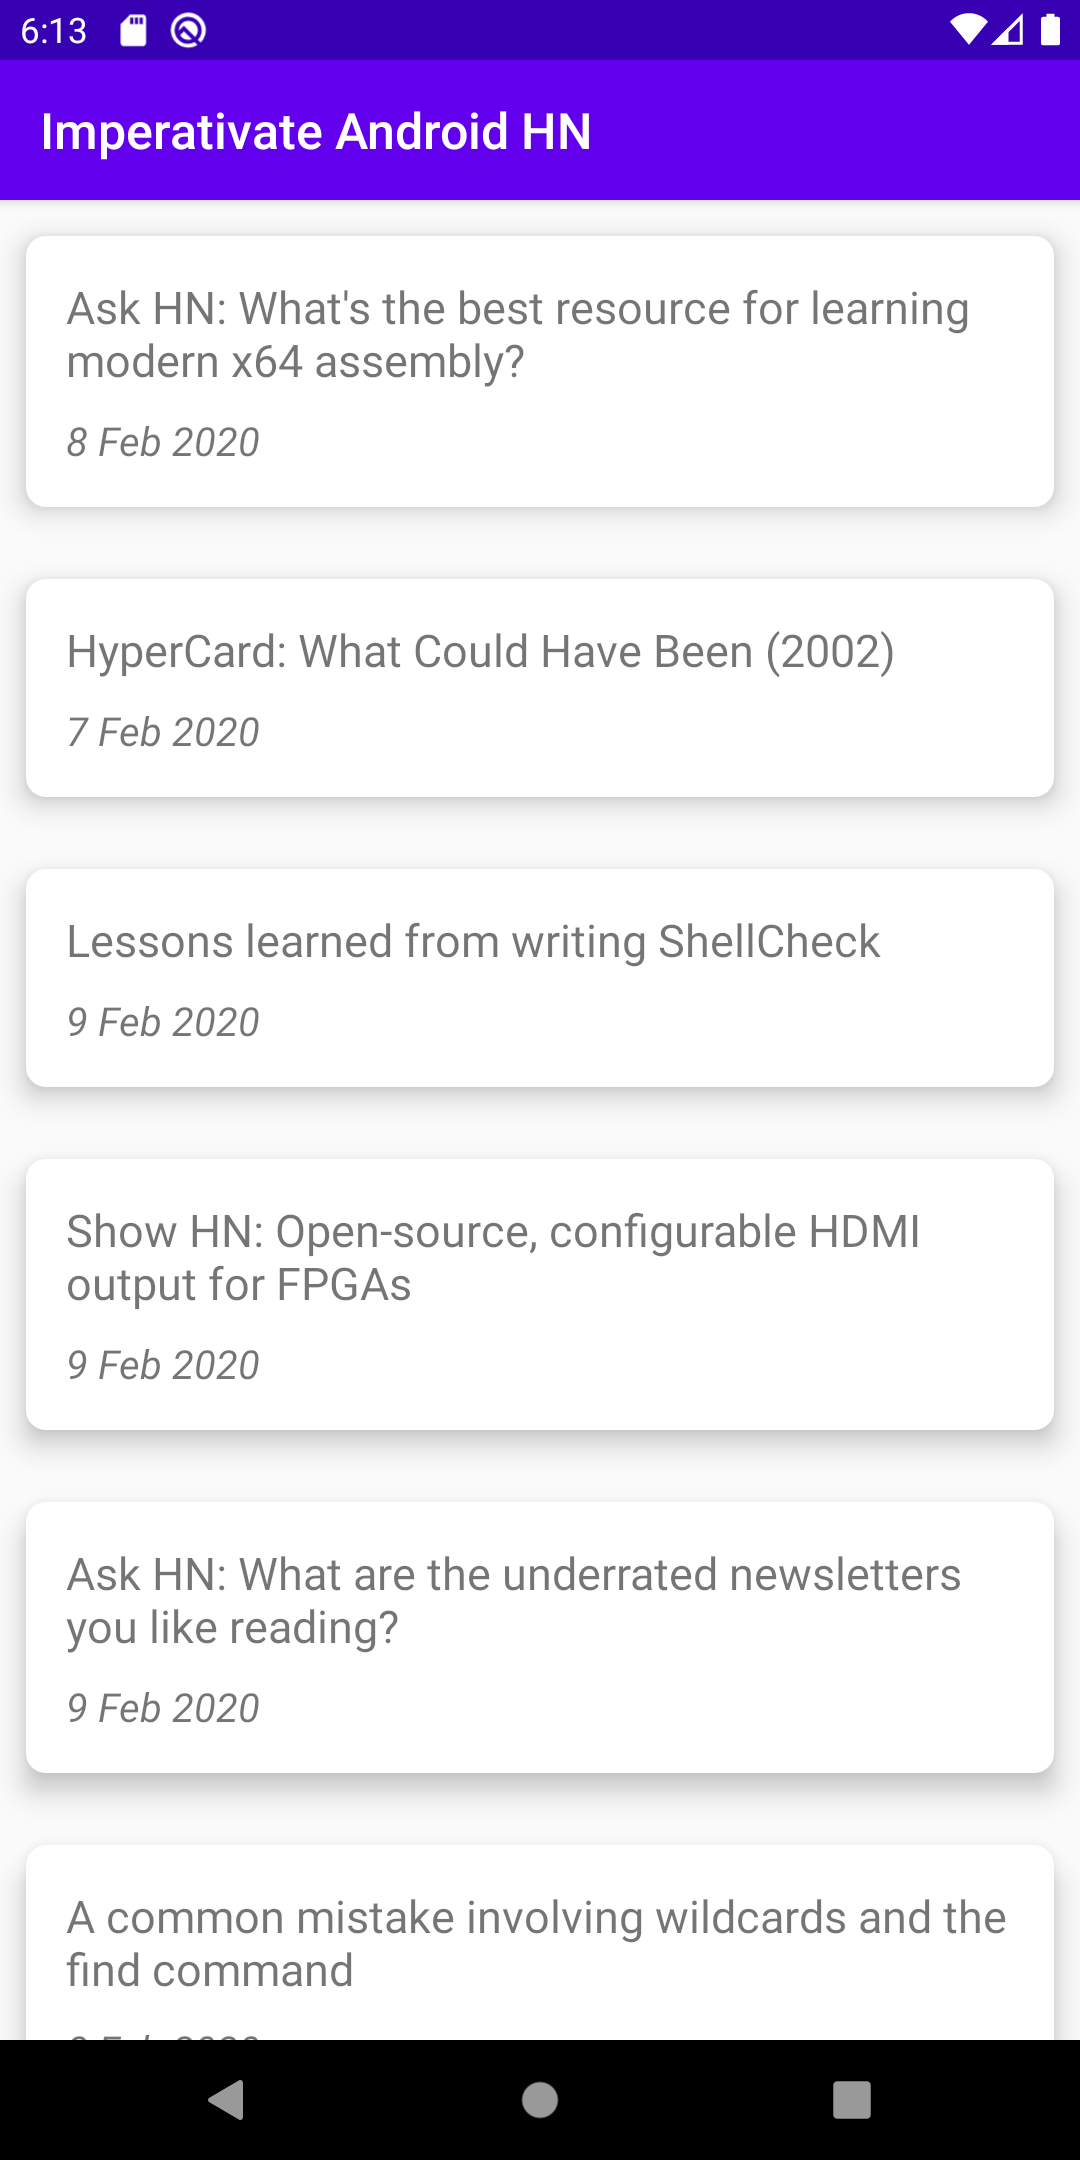 6:13
Imperativate Android HN
Ask HN: What's the best resource for learning
modern x64 assembly?
8 Feb 2020
HyperCard: What Could Have Been (2002)
7 Feb 2020
Lessons learned from writing ShellCheck
9 Feb 2020
Show HN: Open-source, configurable HDMI
output for FPGAs
9 Feb 2020
Ask HN: What are the underrated newsletters
you like reading?
9 Feb 2020
A common mistake involving wildcards and the
find command